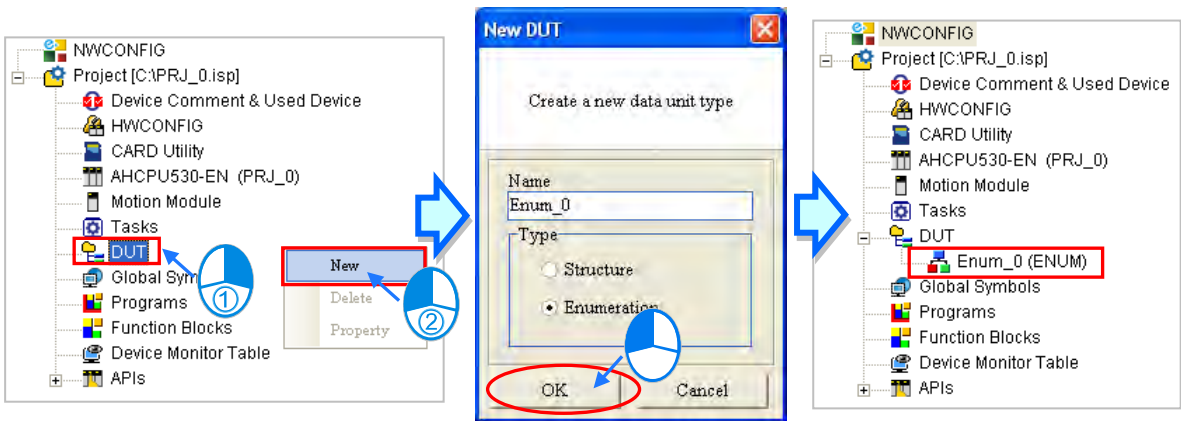 NWCONFIG
Project [C:\PRJ_0.isp]
Device Comment & Used Device
HWCONFIG
CARD Utility
AHCPU530-EN (PRJ_0)
Motion Module
Tasks
DUT
Global Sym
Programs
Function Blocks
Device Monitor Table
APIs
①
New
Delete
Property
②
New DUT
Create a new data unit type
Name
Enum_0
Type
Structure
Enumeration
OK
Cancel
NWCONFIG
Project [C:\PRJ_0.isp]
Device Comment & Used Device
HWCONFIG
CARD Utility
AHCPU530-EN (PRJ_0)
Motion Module
Tasks
DUT
Enum_0 (ENUM)
Global Symbols
Programs
Function Blocks
Device Monitor Table
APIs